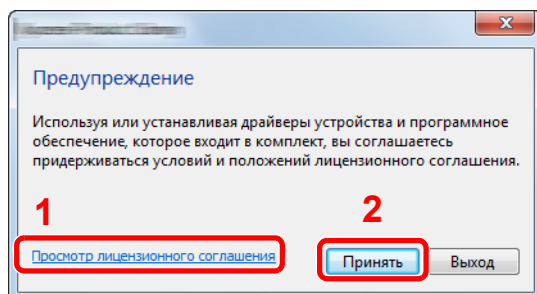 Предупреждение
Используя или устанавливая драйверы устройства и программное
обеспечение, которое входит в комплект, вы соглашаетесь
придерживаться условий и положений лицензионного соглашения.
1
2
Просмотр лицензионного соглашения
Принять
Выход